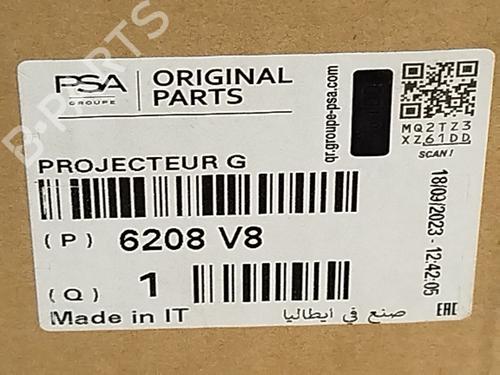 B-PARTS
PSA
GROUPE
ORIGINAL
PARTS
qr.groupe-psa.com
MQ2TZ3
XZ61DD
SCAN!
PROJECTEUR G
(P) 6208 V8
(Q) 1
Made in IT
صنع في ايطاليا
18/09/2023 - 12:42:05
EAC